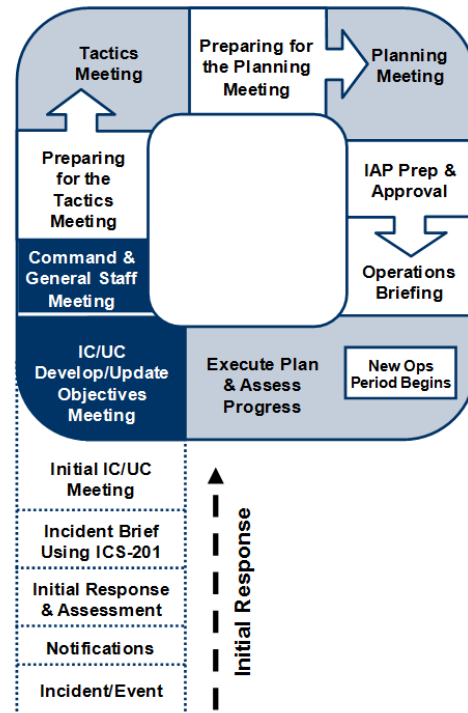 Tactics
Meeting
Preparing for
the Planning
Meeting
Planning
Meeting
Preparing
for the
Tactics
Meeting
IAP Prep &
Approval
Command &
General Staff
Meeting
Operations
Briefing
IC/UC
Develop/Update
Objectives
Meeting
Execute Plan
& Assess
Progress
New Ops
Period Begins
Initial IC/UC
Meeting
Incident Brief
Using ICS-201
Initial Response
& Assessment
Notifications
Incident/Event
Initial Response